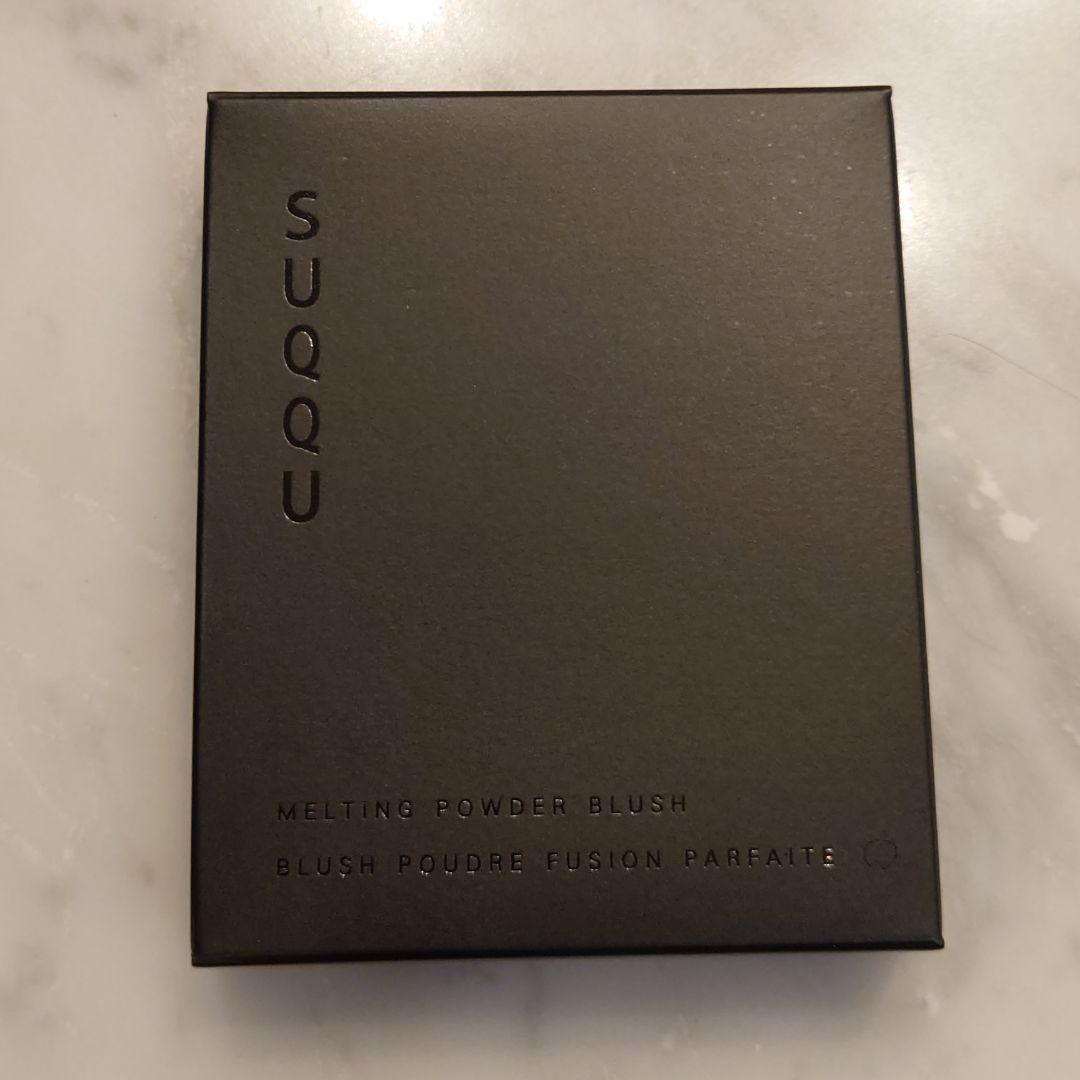 SUQQU
MELTING POWDER BLUSH
BLUSH POUDRE FUSION PARFAITE